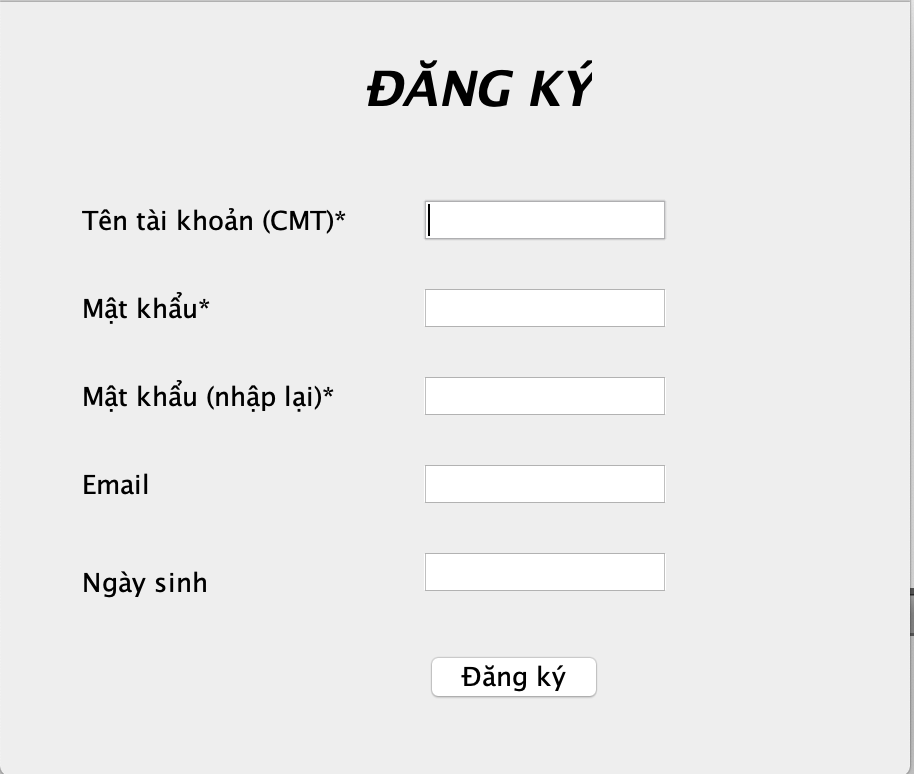 ĐĂNG KÝ
Tên tài khoản (CMT)*
Mật khẩu*
Mật khẩu (nhập lại)*
Email
Ngày sinh
Đăng ký